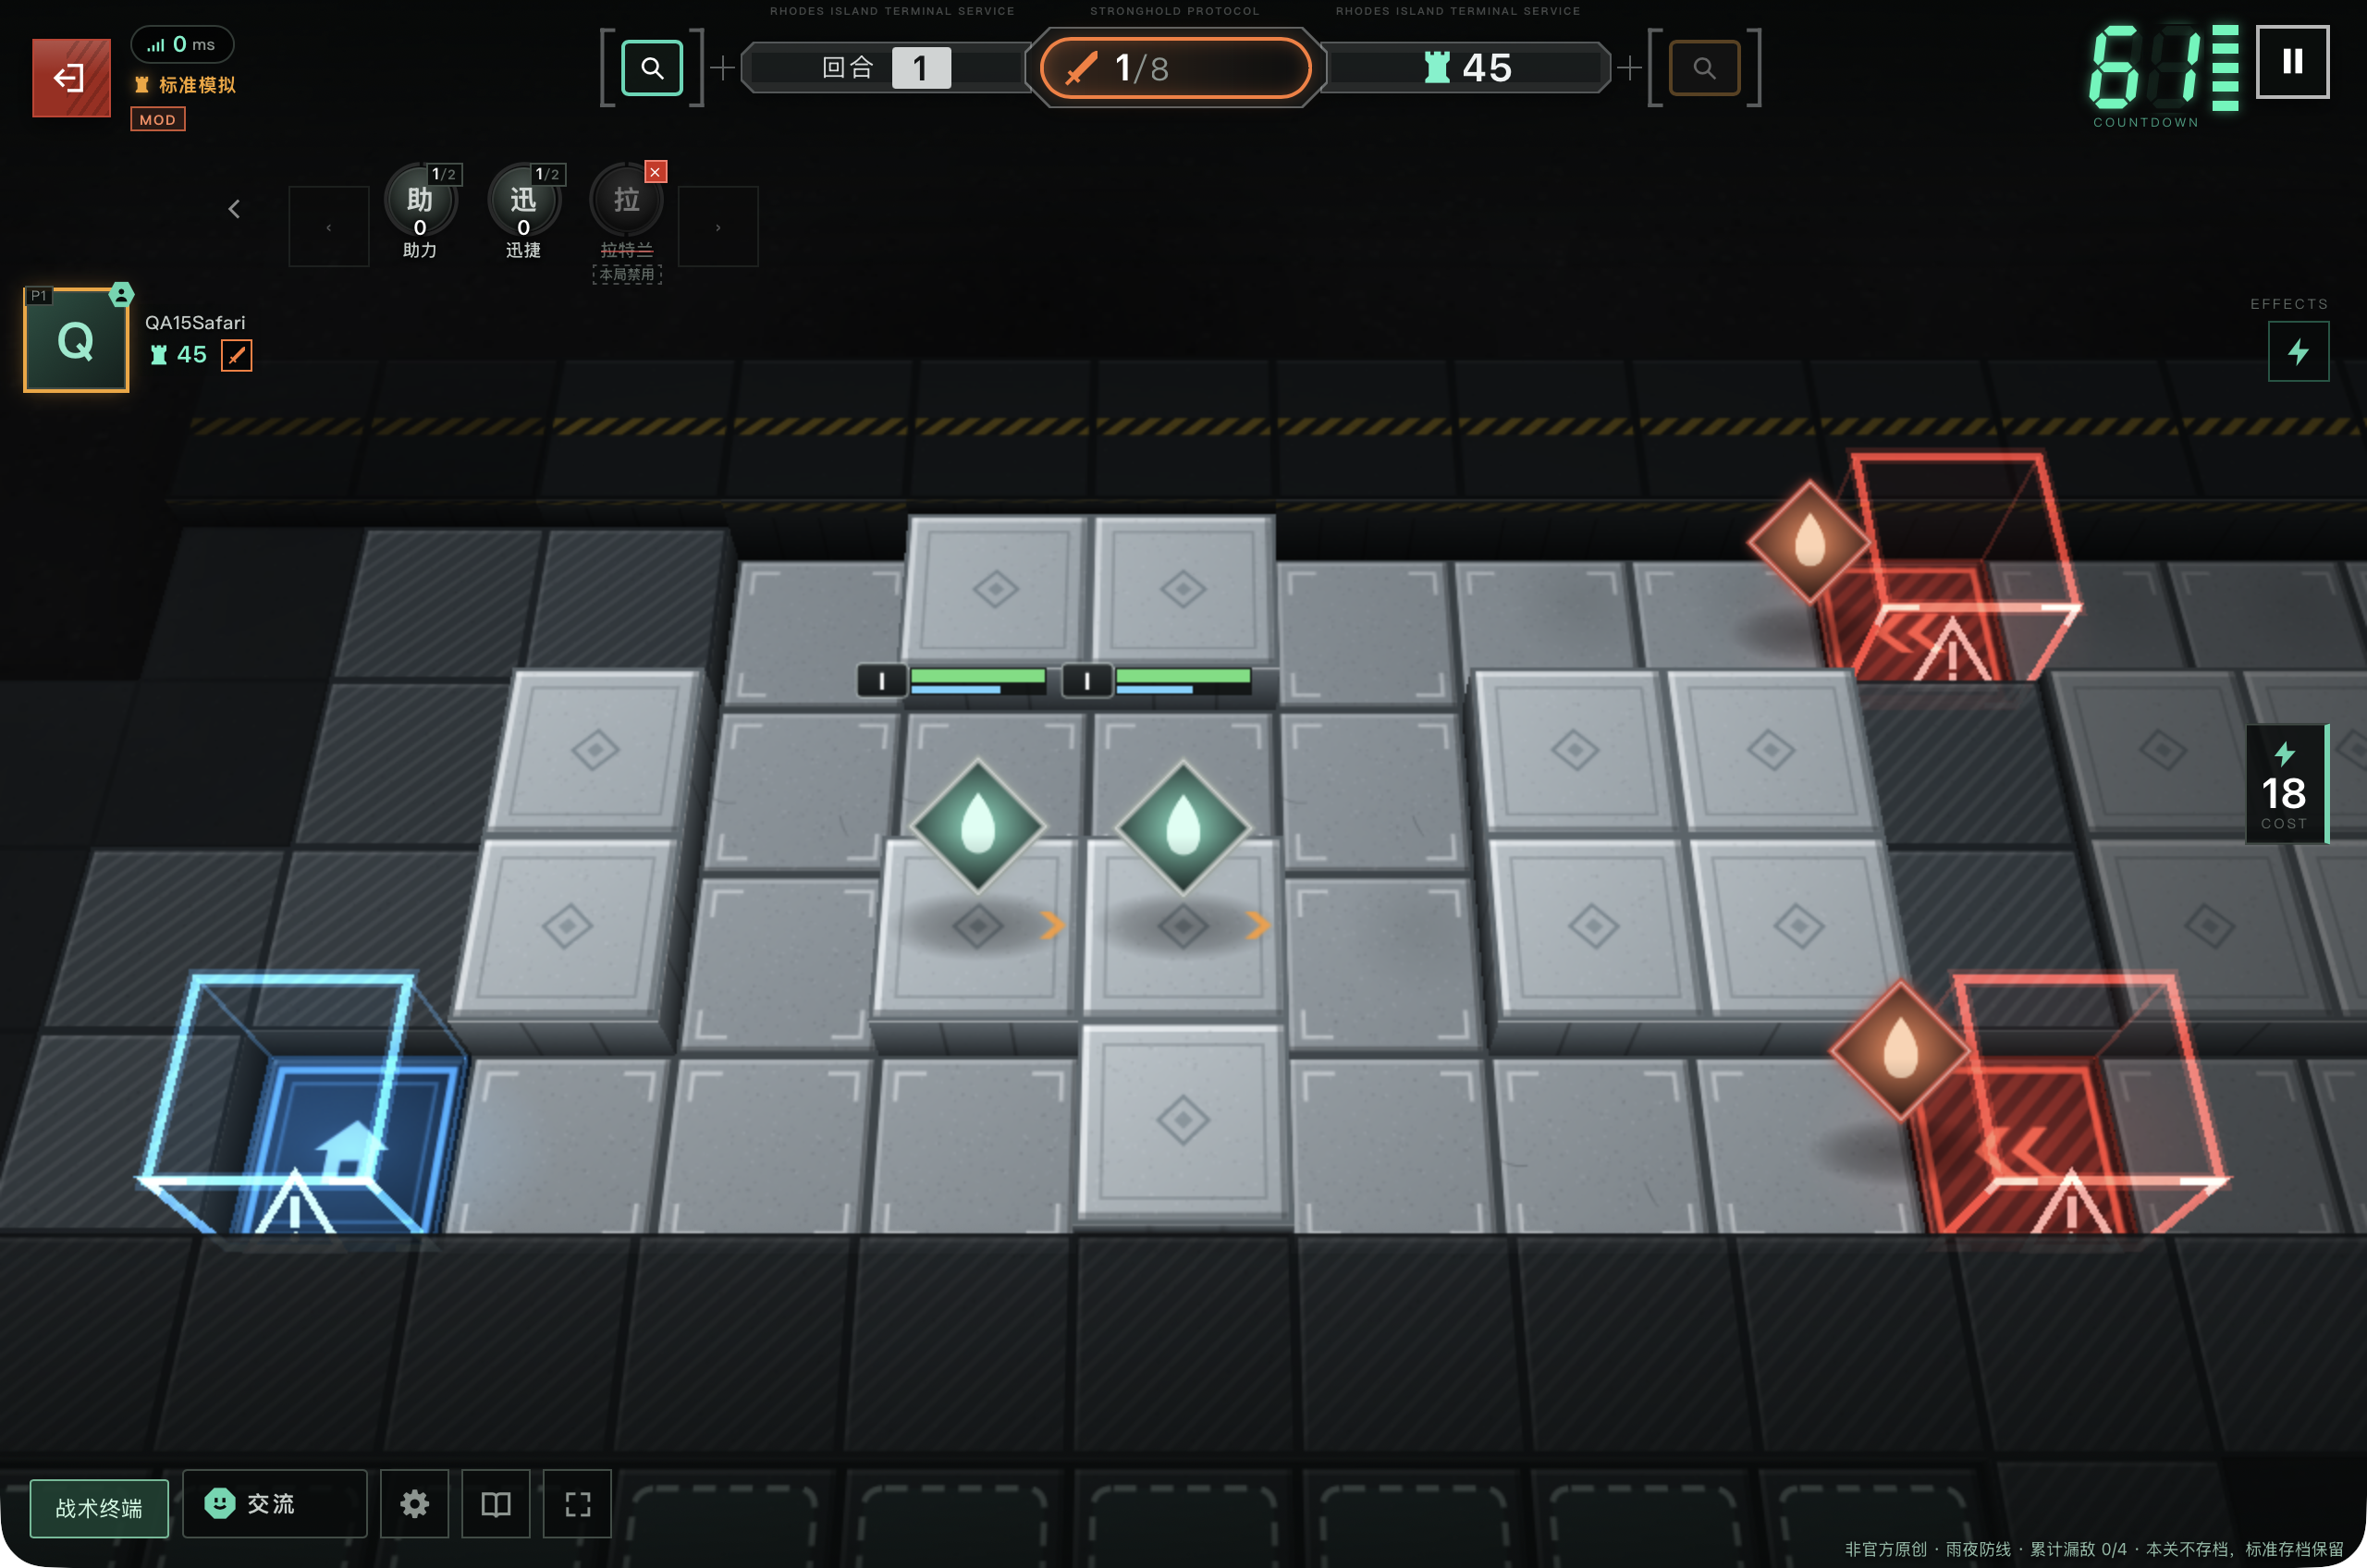 RHODES ISLAND TERMINAL SERVICE
STRONGHOLD PROTOCOL
RHODES ISLAND TERMINAL SERVICE
0 ms
标准模拟
MOD
回合 1
1/8
45
61
COUNTDOWN
助
1/2
0
助力
迅
1/2
0
迅捷
拉
拉特兰
本局禁用
P1
Q
QA15Safari
45
EFFECTS
I
I
18
COST
战术终端
交流
非官方原创 · 雨夜防线 · 累计漏敌 0/4 · 本关不存档，标准存档保留